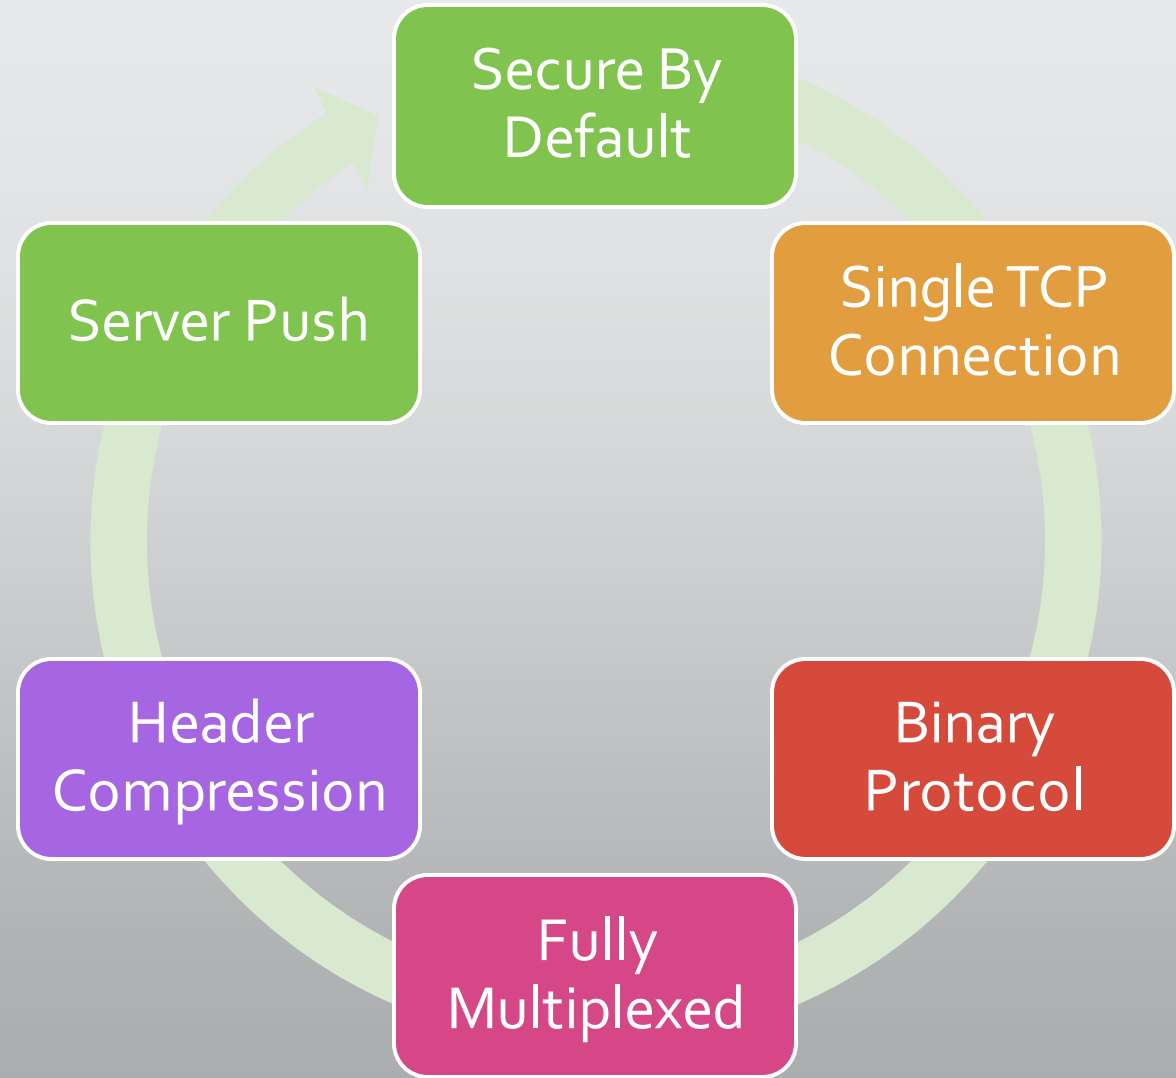 Secure By
Default
Single TCP
Connection
Binary
Protocol
Fully
Multiplexed
Header
Compression
Server Push